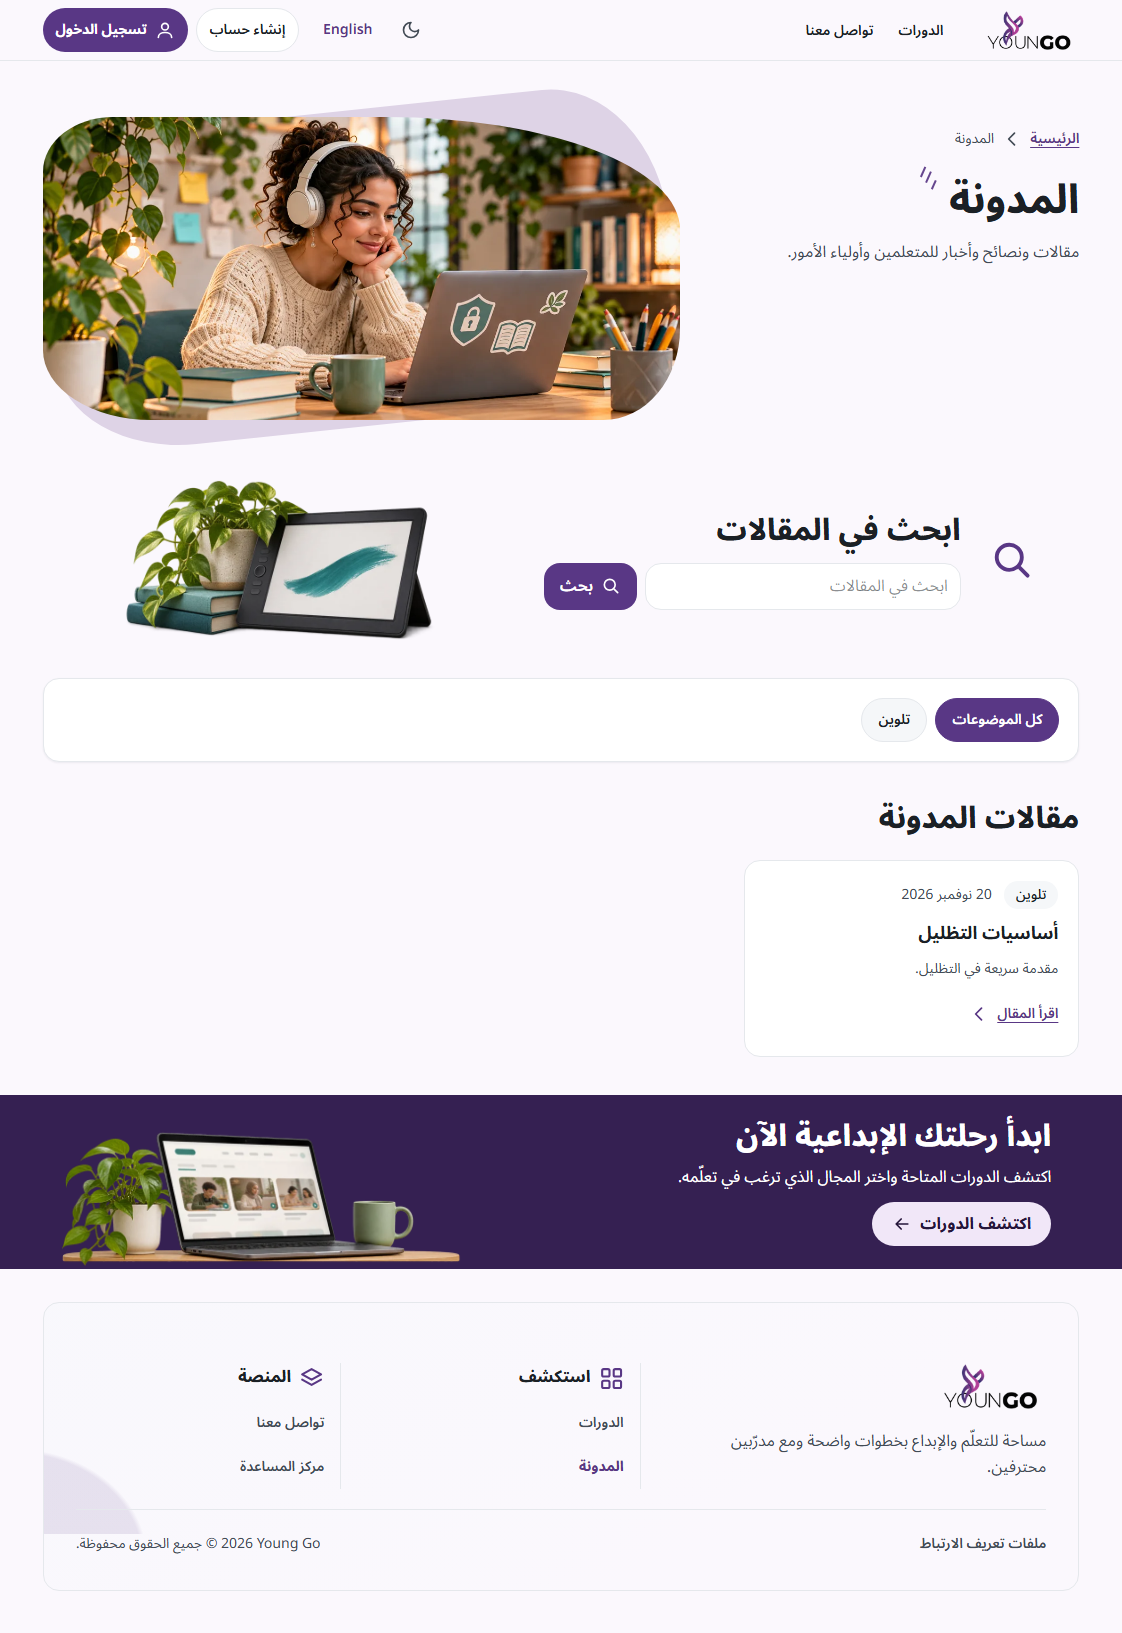 YOUNGO
الدورات
تواصل معنا
English
إنشاء حساب
تسجيل الدخول
الرئيسية
المدونة
المدونة
مقالات ونصائح وأخبار للمتعلمين وأولياء الأمور.
ابحث في المقالات
ابحث في المقالات
بحث
كل الموضوعات
تلوين
مقالات المدونة
تلوين
20 نوفمبر 2026
أساسيات التظليل
مقدمة سريعة في التظليل.
اقرأ المقال
ابدأ رحلتك الإبداعية الآن
اكتشف الدورات المتاحة واختر المجال الذي ترغب في تعلّمه.
اكتشف الدورات
YOUNGO
مساحة للتعلّم والإبداع بخطوات واضحة ومع مدرّبين
محترفين.
استكشف
الدورات
المدونة
المنصة
تواصل معنا
مركز المساعدة
ملفات تعريف الارتباط
Young Go 2026 © جميع الحقوق محفوظة.